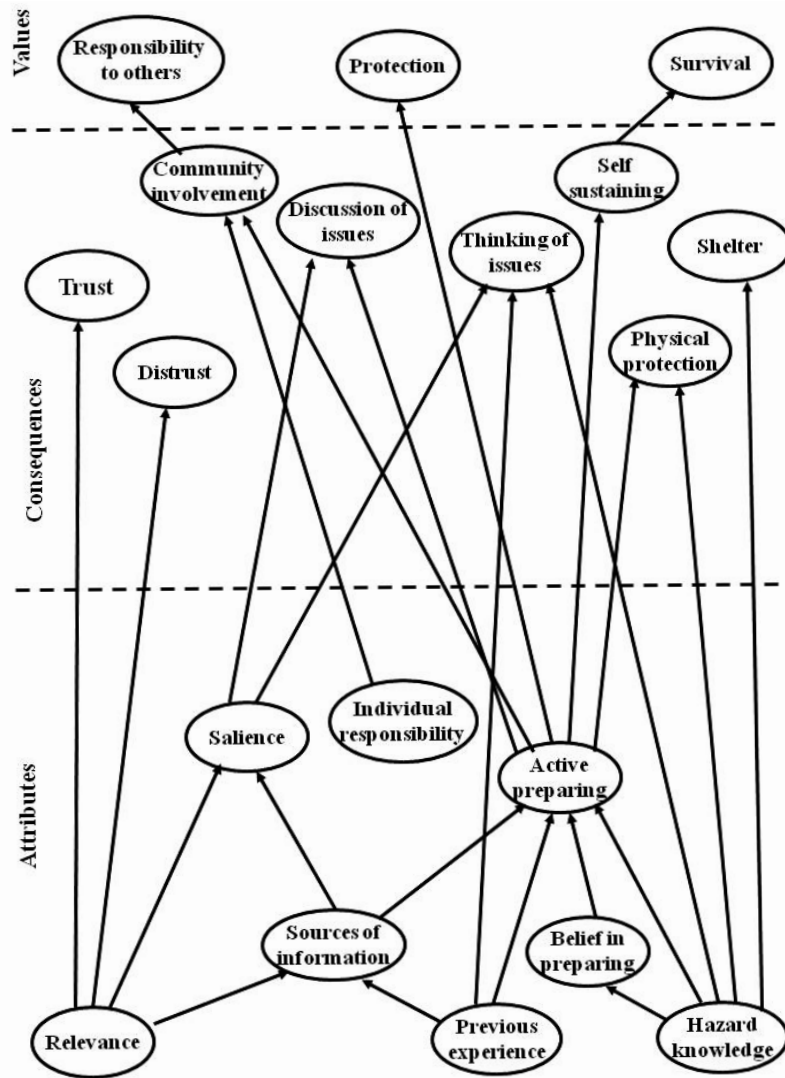 Values
Responsibility
to others
Protection
Survival
Community
involvement
Self
sustaining
Discussion of
issues
Thinking of
issues
Shelter
Trust
Physical
protection
Distrust
Consequences
Individual
responsibility
Salience
Active
preparing
Attributes
Sources of
information
Belief in
preparing
Relevance
Previous
experience
Hazard
knowledge